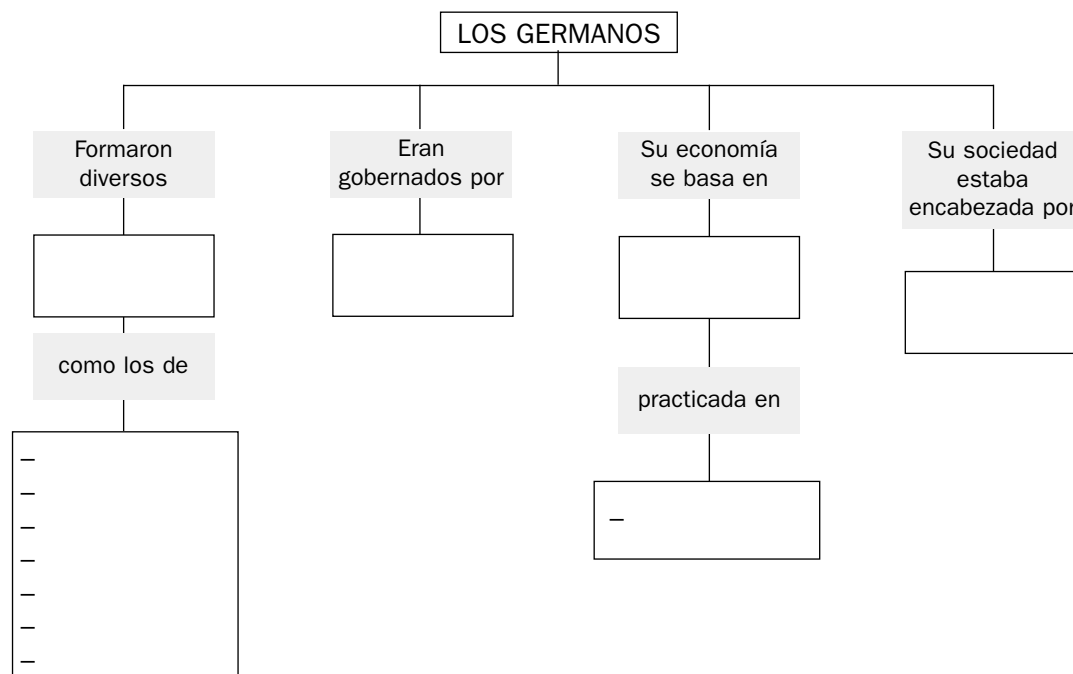 LOS GERMANOS
Formaron
diversos
Eran
gobernados por
Su economía
se basa en
Su sociedad
estaba
encabezada por
como los de
practicada en
–
–
–
–
–
–
–
–